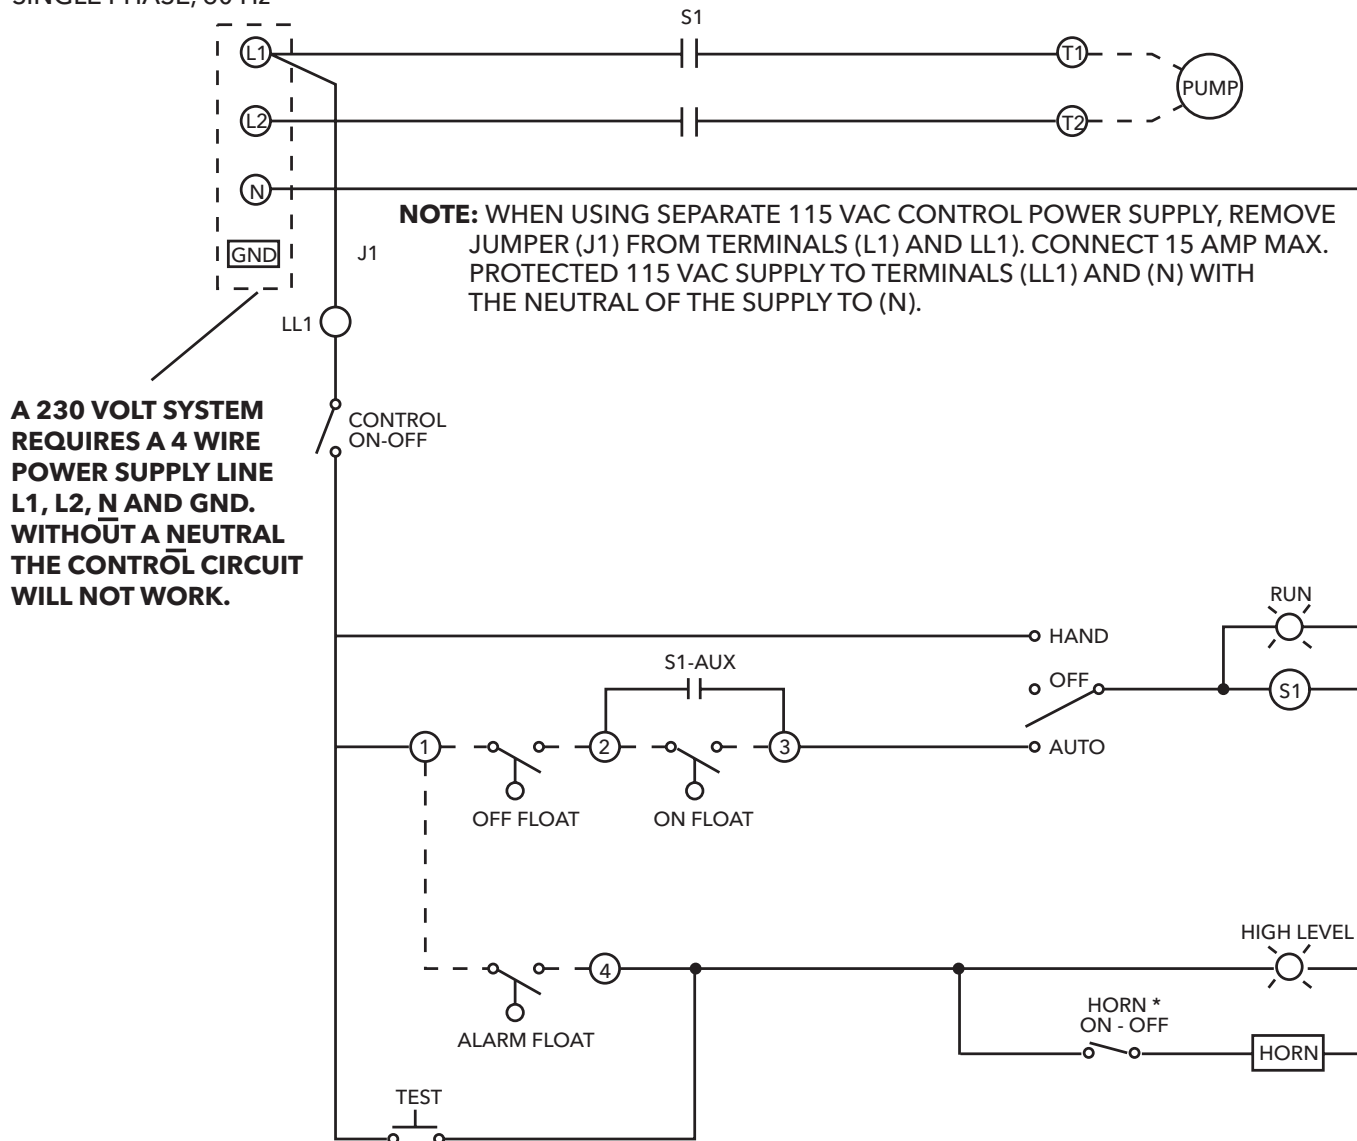 S1
L1
T1
PUMP
L2
T2
N
NOTE: WHEN USING SEPARATE 115 VAC CONTROL POWER SUPPLY, REMOVE
JUMPER (J1) FROM TERMINALS (L1) AND LL1). CONNECT 15 AMP MAX.
PROTECTED 115 VAC SUPPLY TO TERMINALS (LL1) AND (N) WITH
THE NEUTRAL OF THE SUPPLY TO (N).
GND
J1
LL1
A 230 VOLT SYSTEM
REQUIRES A 4 WIRE
POWER SUPPLY LINE
L1, L2, N AND GND.
WITHOUT A NEUTRAL
THE CONTROL CIRCUIT
WILL NOT WORK.
CONTROL
ON-OFF
RUN
HAND
S1-AUX
OFF
S1
1
2
3
AUTO
OFF FLOAT
ON FLOAT
HIGH LEVEL
4
ALARM FLOAT
HORN *
ON - OFF
HORN
TEST